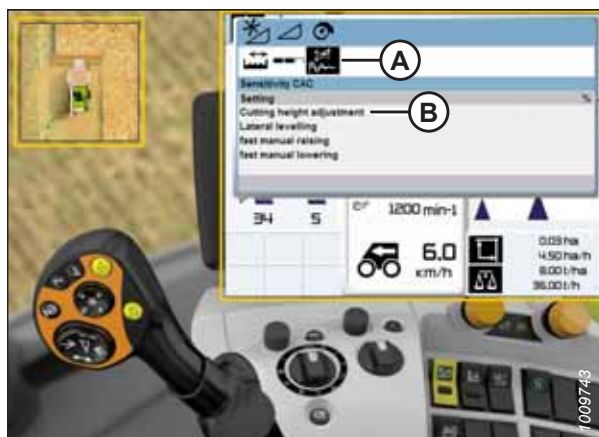 A
Sensitivity CAC
Setting %
Cutting height adjustment
B
Lateral levelling
fast manual raising
fast manual lowering
34 5
1200 min-1
6.0
km/h
0.03 ha
4.50 ha/h
8.00 t/ha
36.00 t/h
1009743